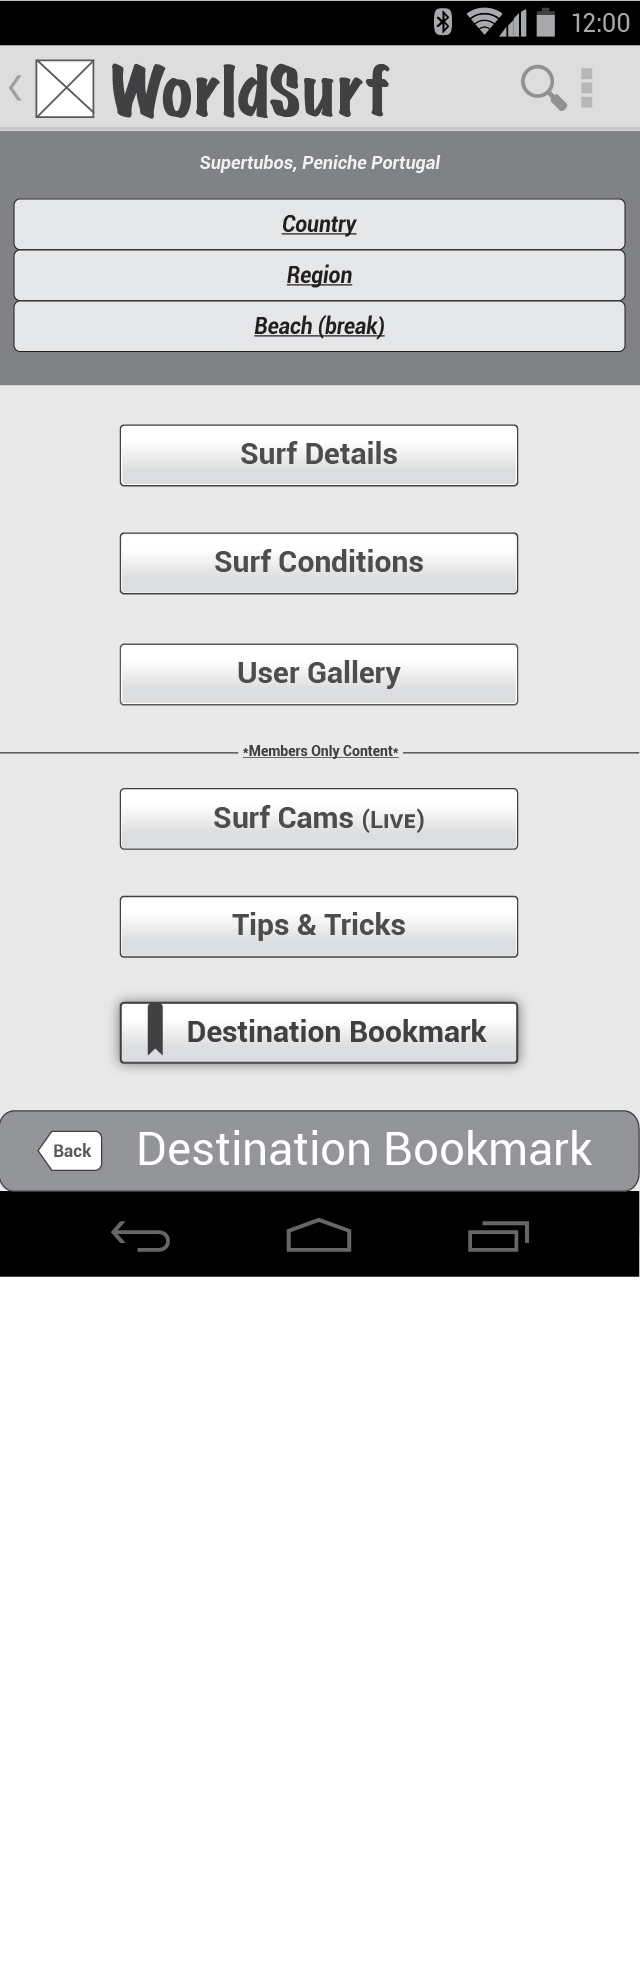 12:00
WorldSurf
Supertubos, Peniche Portugal
Country
Region
Beach (break)
Surf Details
Surf Conditions
User Gallery
*Members Only Content*
Surf Cams (Live)
Tips & Tricks
Destination Bookmark
Back Destination Bookmark